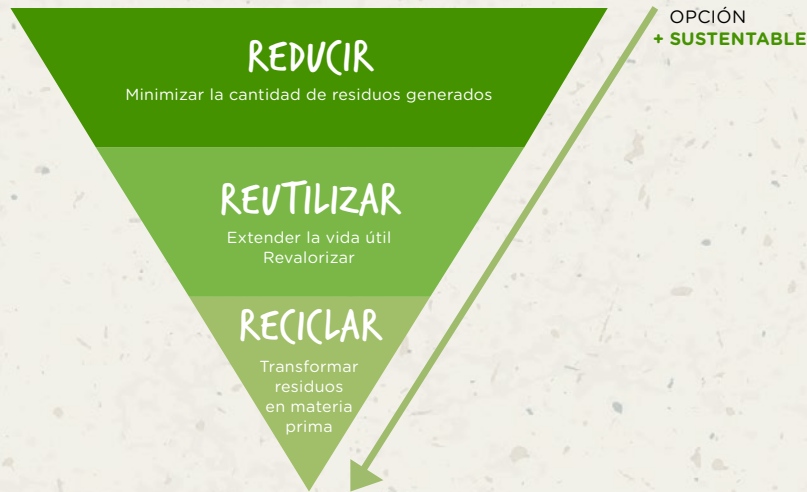 REDUCIR
Minimizar la cantidad de residuos generados
OPCIÓN
+ SUSTENTABLE
REUTILIZAR
Extender la vida útil
Revalorizar
RECICLAR
Transformar
residuos
en materia
prima